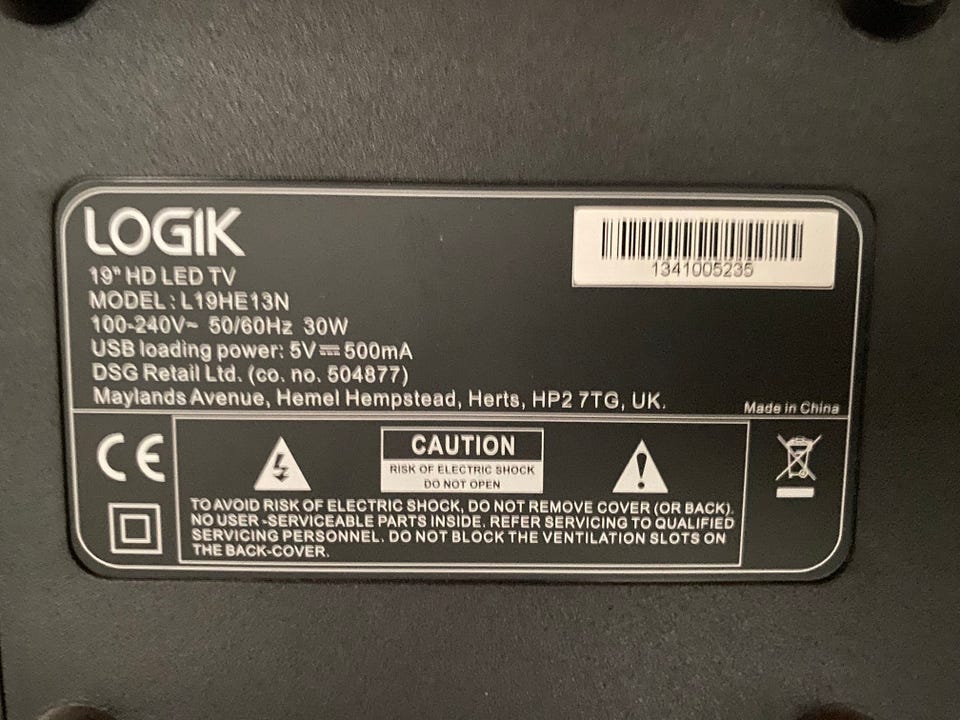 LOGIK
19" HD LED TV
MODEL: L19HE13N
100-240V~ 50/60Hz 30W
USB loading power: 5V⎓500mA
DSG Retail Ltd. (co. no. 504877)
Maylands Avenue, Hemel Hempstead, Herts, HP2 7TG, UK.
1341005235
Made in China
CE
CAUTION
RISK OF ELECTRIC SHOCK
DO NOT OPEN
TO AVOID RISK OF ELECTRIC SHOCK, DO NOT REMOVE COVER (OR BACK).
NO USER -SERVICEABLE PARTS INSIDE. REFER SERVICING TO QUALIFIED
SERVICING PERSONNEL. DO NOT BLOCK THE VENTILATION SLOTS ON
THE BACK-COVER.